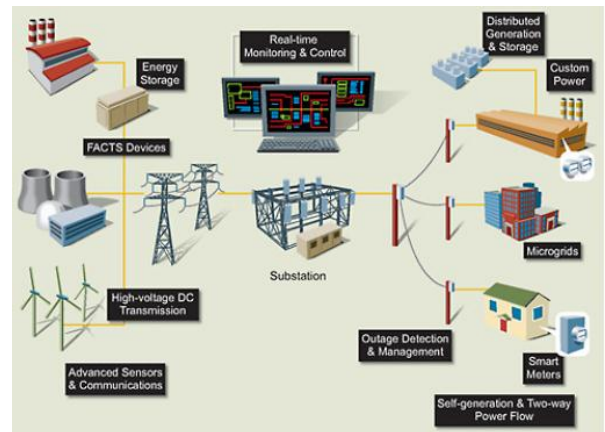 Real-time
Monitoring & Control
Distributed
Generation
& Storage
Energy
Storage
Custom
Power
FACTS Devices
Substation
Microgrids
High-voltage DC
Transmission
Outage Detection
& Management
Advanced Sensors
& Communications
Smart
Meters
Self-generation & Two-way
Power Flow